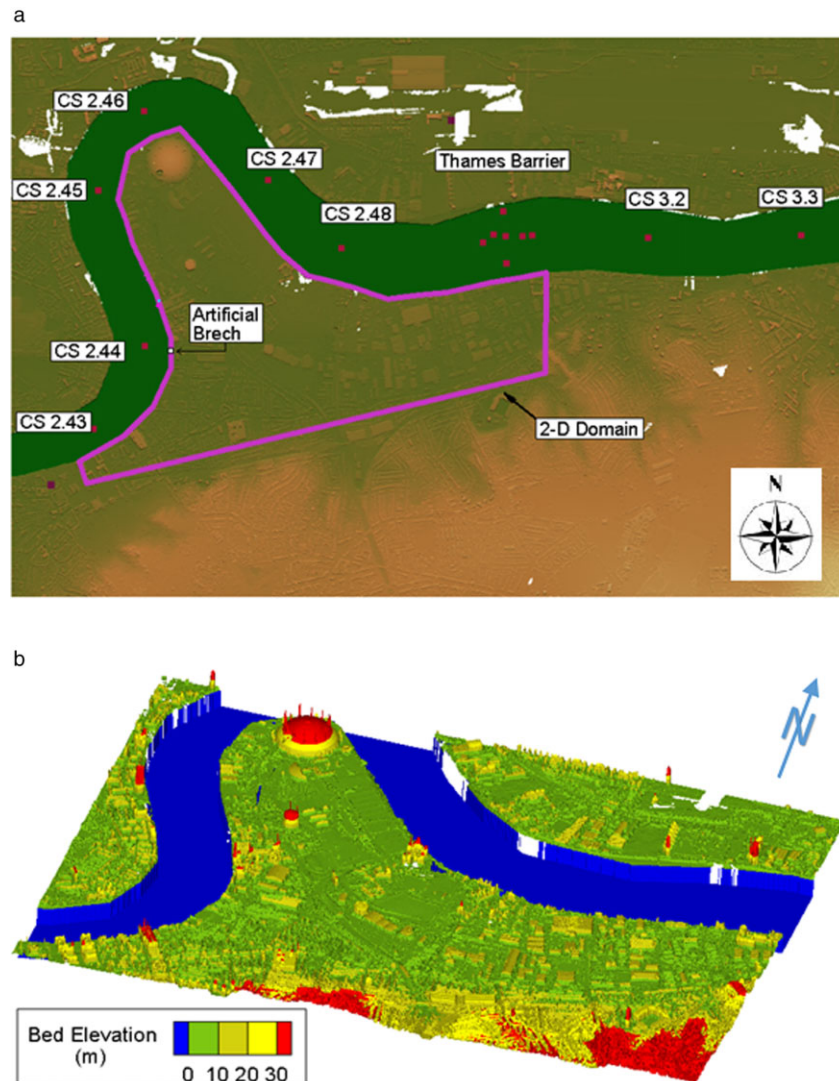 a
CS 2.46
CS 2.47
Thames Barrier
CS 2.45
CS 2.48
CS 3.2
CS 3.3
Artificial
Brech
CS 2.44
CS 2.43
2-D Domain
N
b
N
Bed Elevation
(m)
0 10 20 30